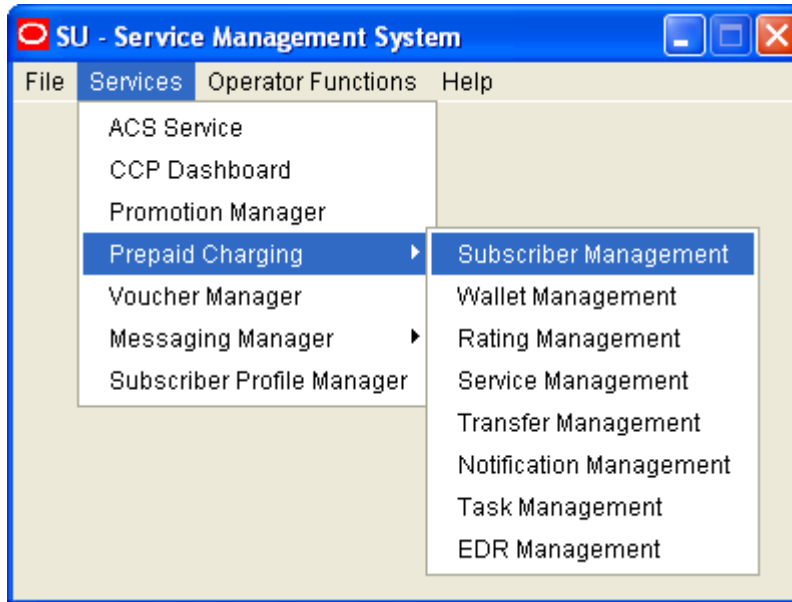 SU - Service Management System
File Services Operator Functions Help
ACS Service
CCP Dashboard
Promotion Manager
Prepaid Charging
Voucher Manager
Messaging Manager
Subscriber Profile Manager
Subscriber Management
Wallet Management
Rating Management
Service Management
Transfer Management
Notification Management
Task Management
EDR Management